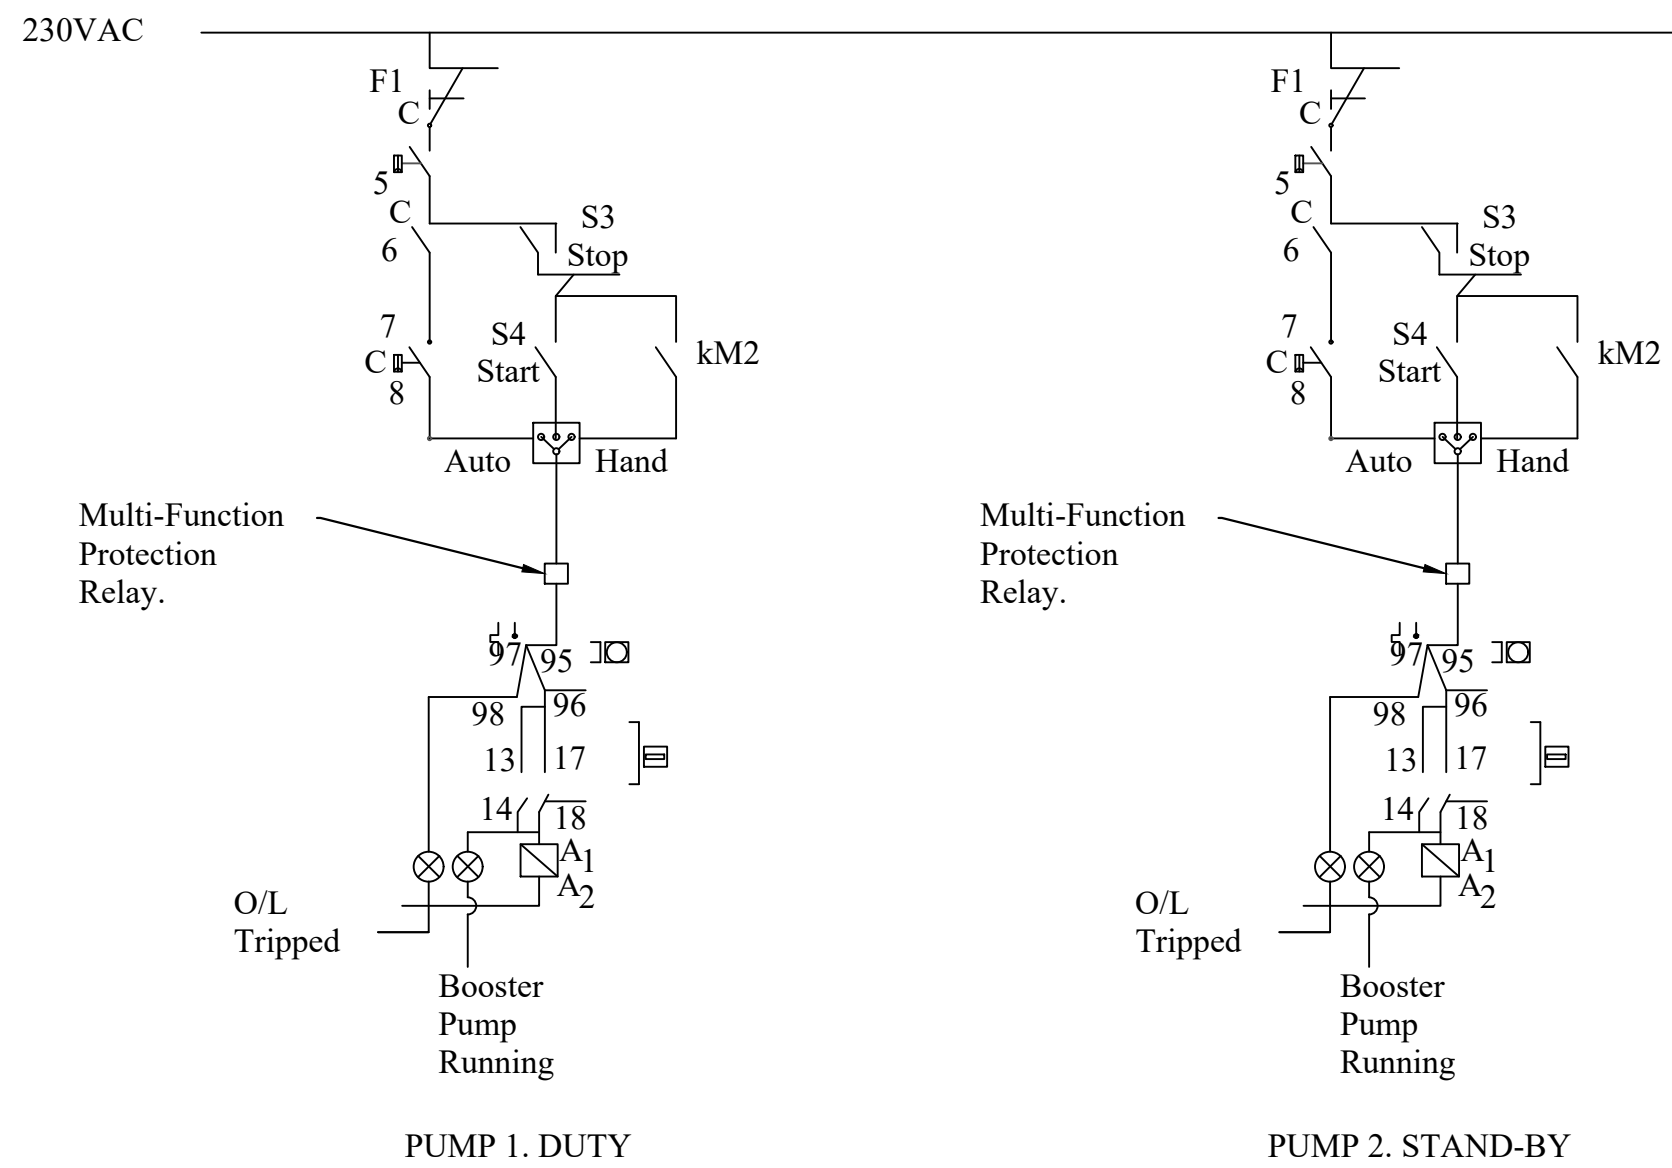 230VAC
F1
C
5
C
6
S3
Stop
7
C
8
S4
Start
kM2
Auto
Hand
Multi-Function
Protection
Relay.
97
95
98
96
13
17
14
18
A1
A2
O/L
Tripped
Booster
Pump
Running
PUMP 1. DUTY
F1
C
5
C
6
S3
Stop
7
C
8
S4
Start
kM2
Auto
Hand
Multi-Function
Protection
Relay.
97
95
98
96
13
17
14
18
A1
A2
O/L
Tripped
Booster
Pump
Running
PUMP 2. STAND-BY